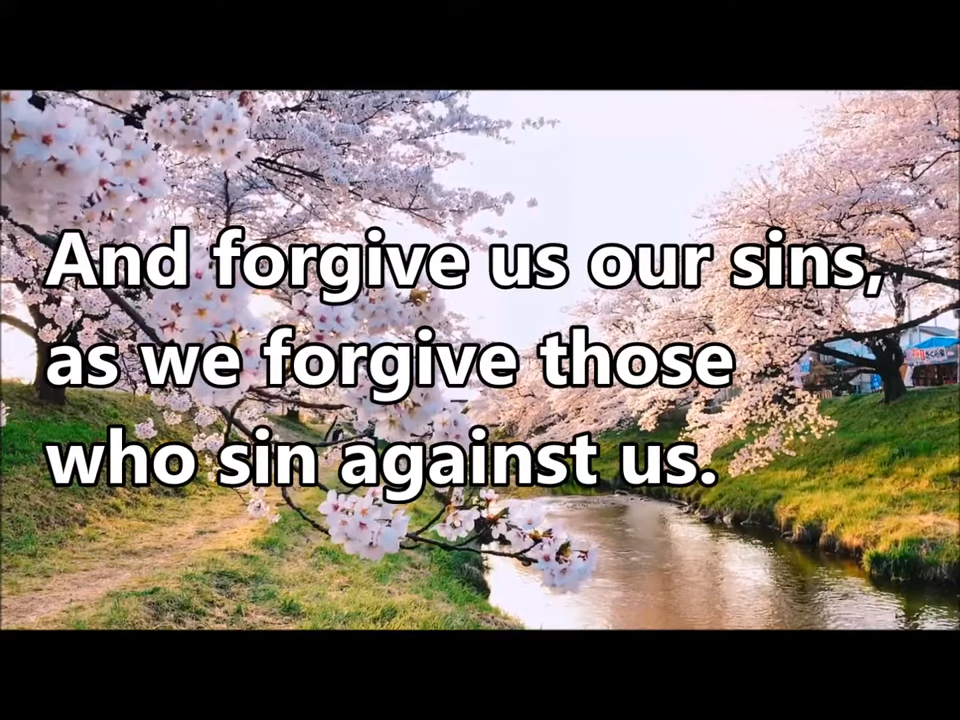 And forgive us our sins,
as we forgive those
who sin against us.